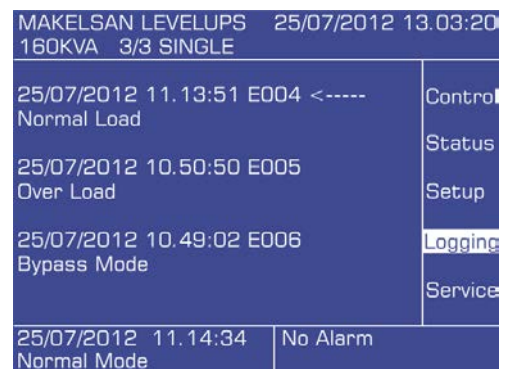 MAKELSAN LEVELUPS 25/07/2012 13.03:20
160KVA 3/3 SINGLE
25/07/2012 11.13:51 E004 <-----
Normal Load
25/07/2012 10.50:50 E005
Over Load
25/07/2012 10.49:02 E006
Bypass Mode
Control
Status
Setup
Logging
Service
25/07/2012 11.14:34
Normal Mode
No Alarm